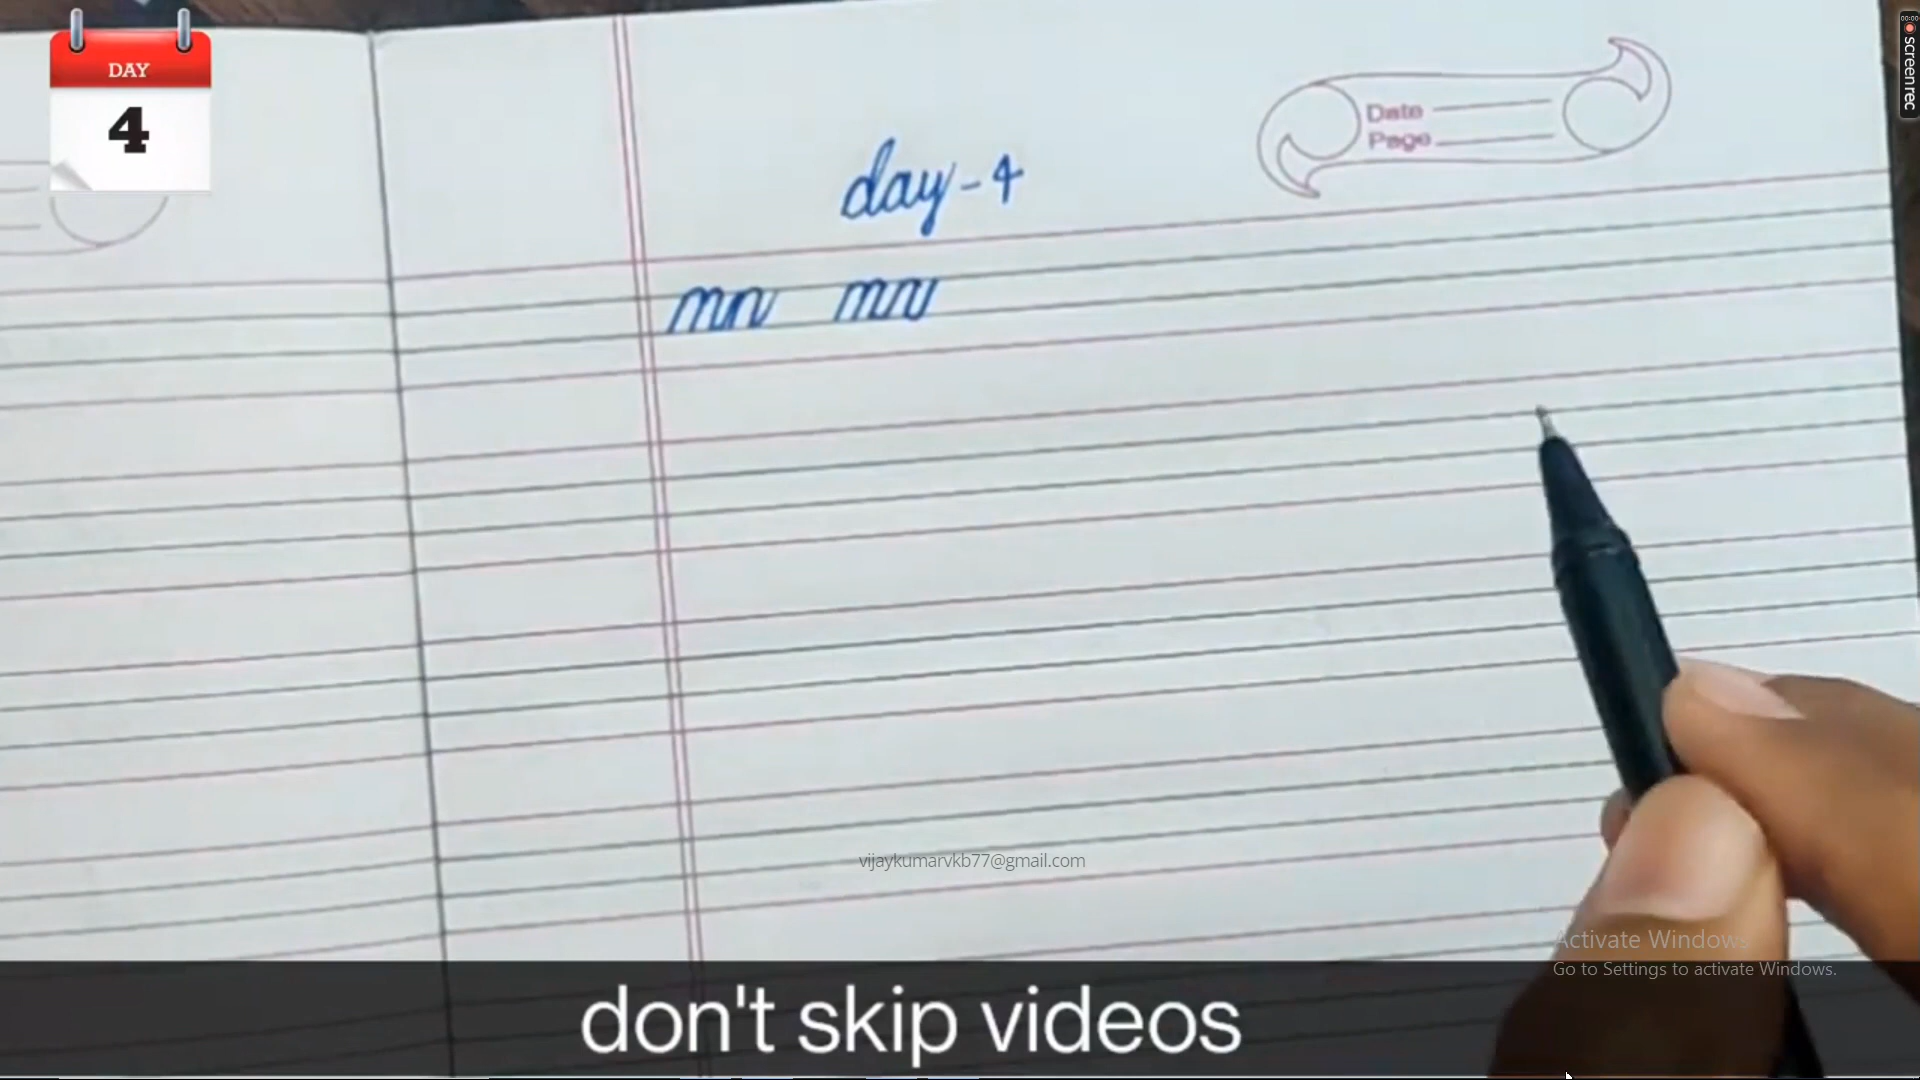 DAY
4
Date
Page
day-4
mn mn
vijaykumarvkb77@gmail.com
Activate Windows
Go to Settings to activate Windows.
don't skip videos
screenrec